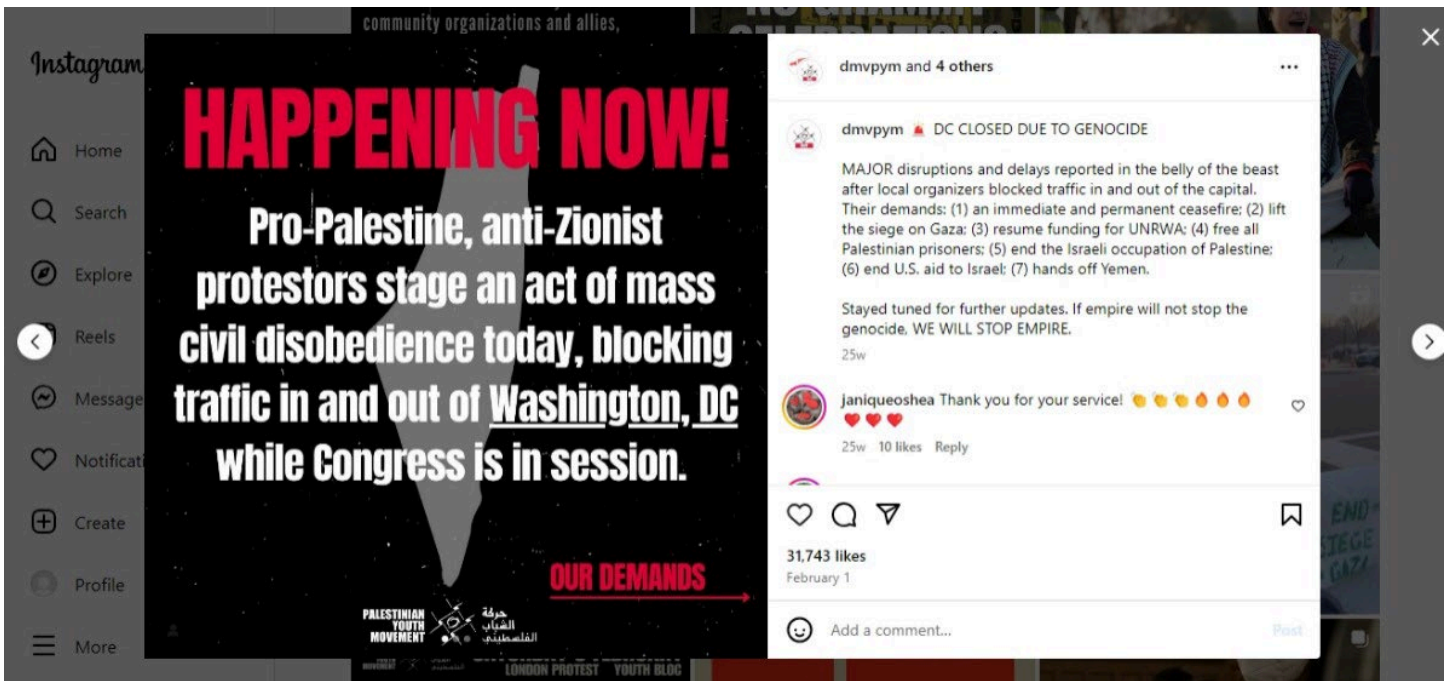 community organizations and allies,
Instagram
Home
Search
Explore
Reels
Message
Notificati
Create
Profile
More
HAPPENING NOW!
Pro-Palestine, anti-Zionist
protestors stage an act of mass
civil disobedience today, blocking
traffic in and out of Washington, DC
while Congress is in session.
OUR DEMANDS
PALESTINIAN
YOUTH
MOVEMENT
حركة
الشباب
الفلسطيني
LONDON PROTEST YOUTH BLOC
dmvpym and 4 others
dmvpym 🚨 DC CLOSED DUE TO GENOCIDE
MAJOR disruptions and delays reported in the belly of the beast
after local organizers blocked traffic in and out of the capital.
Their demands: (1) an immediate and permanent ceasefire; (2) lift
the siege on Gaza; (3) resume funding for UNRWA; (4) free all
Palestinian prisoners; (5) end the Israeli occupation of Palestine;
(6) end U.S. aid to Israel; (7) hands off Yemen.
Stayed tuned for further updates. If empire will not stop the
genocide, WE WILL STOP EMPIRE.
25w
janiqueoshea Thank you for your service! 👏👏👏🔥🔥🔥
❤️❤️❤️
25w 10 likes Reply
31,743 likes
February 1
Add a comment...
Post
END
SIEGE
GAZA